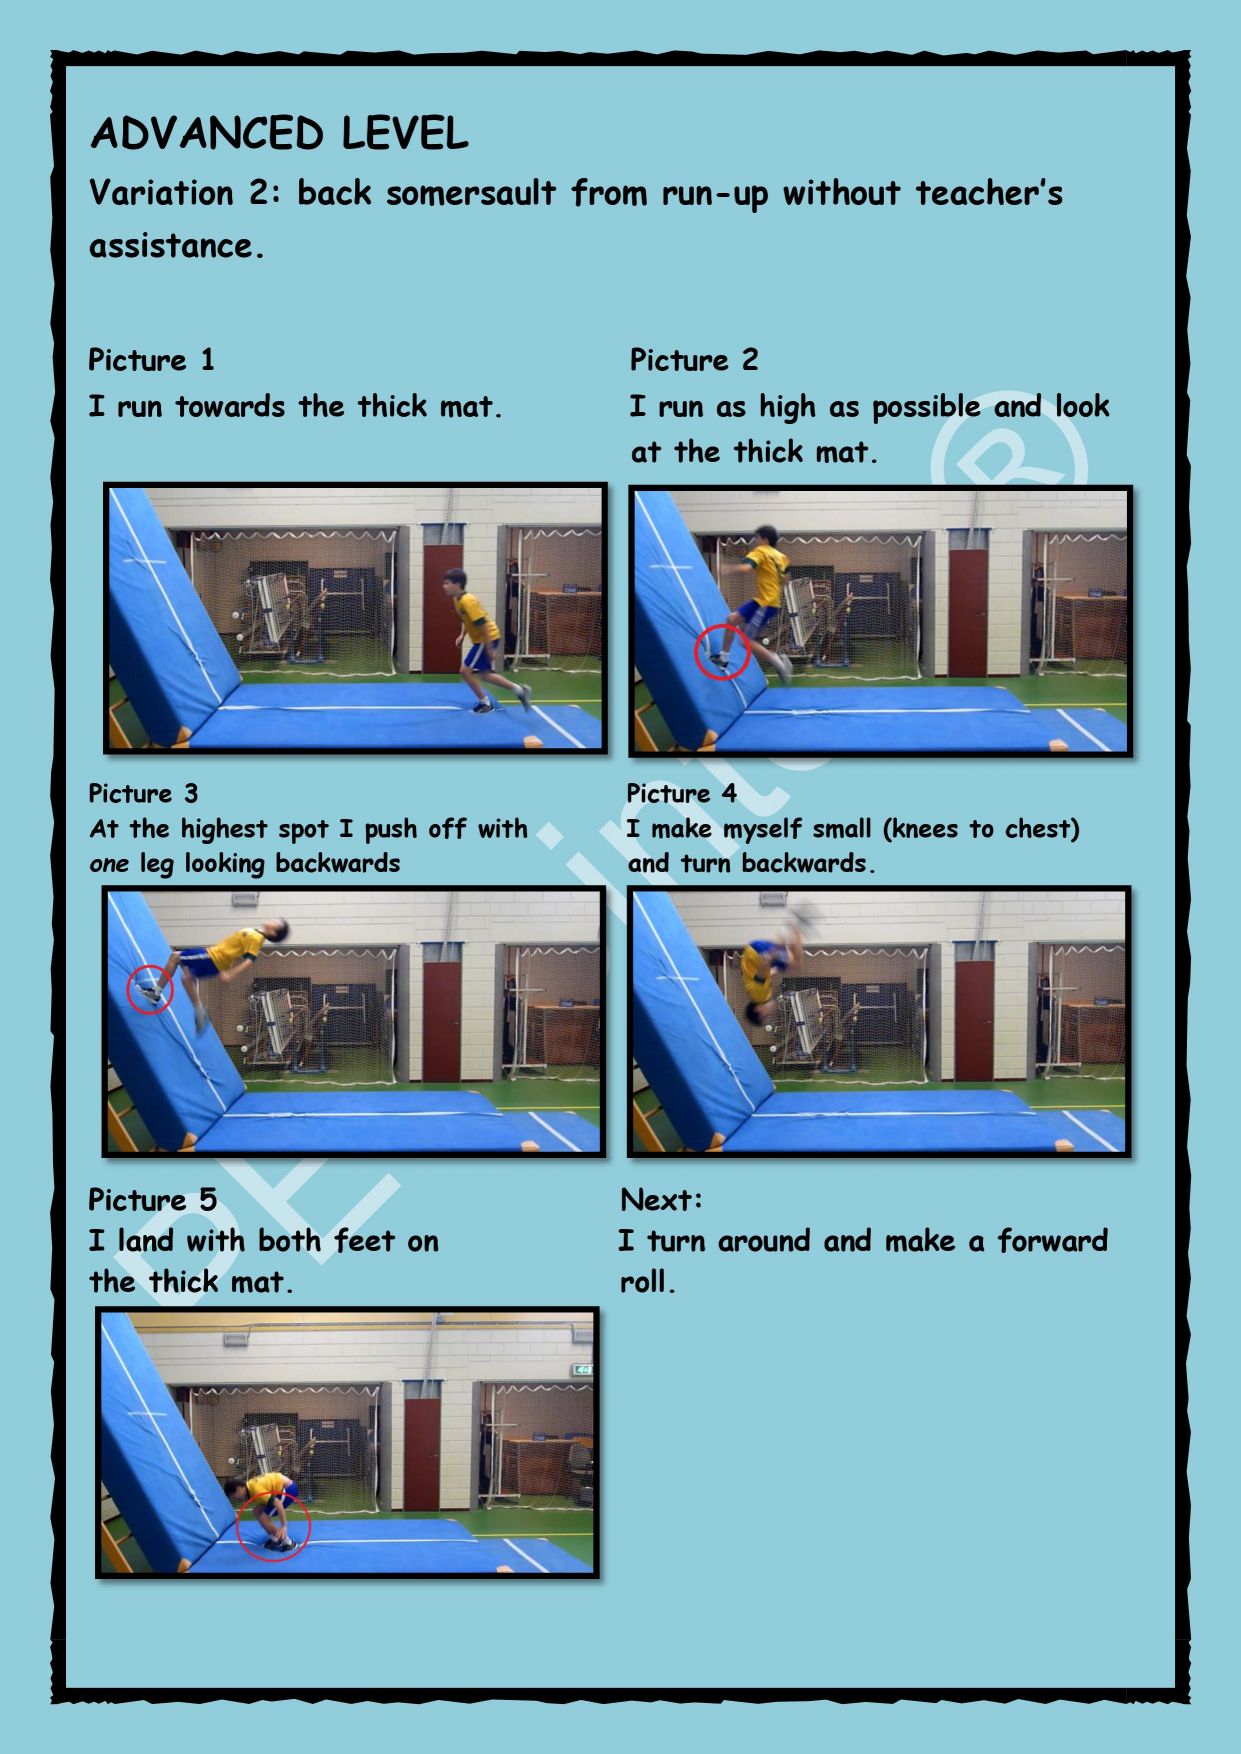 ADVANCED LEVEL
Variation 2: back somersault from run-up without teacher's
assistance.
Picture 1
I run towards the thick mat.
Picture 2
I run as high as possible and look
at the thick mat.
Picture 3
At the highest spot I push off with
one leg looking backwards
Picture 4
I make myself small (knees to chest)
and turn backwards.
Picture 5
I land with both feet on
the thick mat.
Next:
I turn around and make a forward
roll.